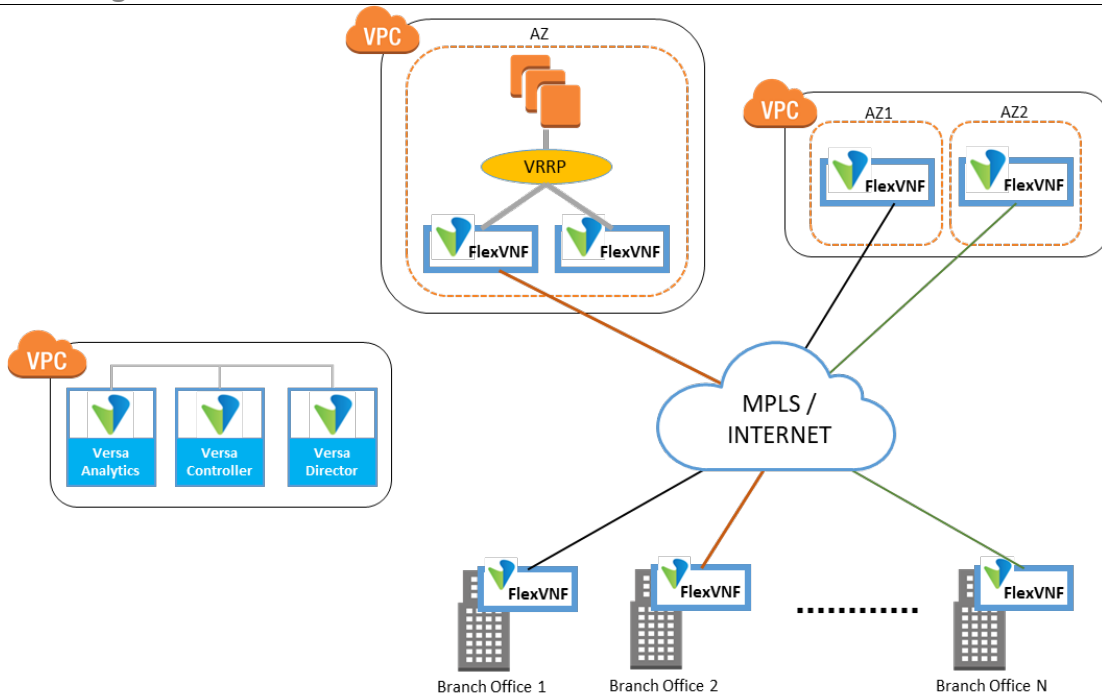 VPC
AZ
VRRP
FlexVNF
FlexVNF
VPC
AZ1
AZ2
FlexVNF
FlexVNF
VPC
Versa
Analytics
Versa
Controller
Versa
Director
MPLS /
INTERNET
FlexVNF
FlexVNF
FlexVNF
Branch Office 1
Branch Office 2
Branch Office N